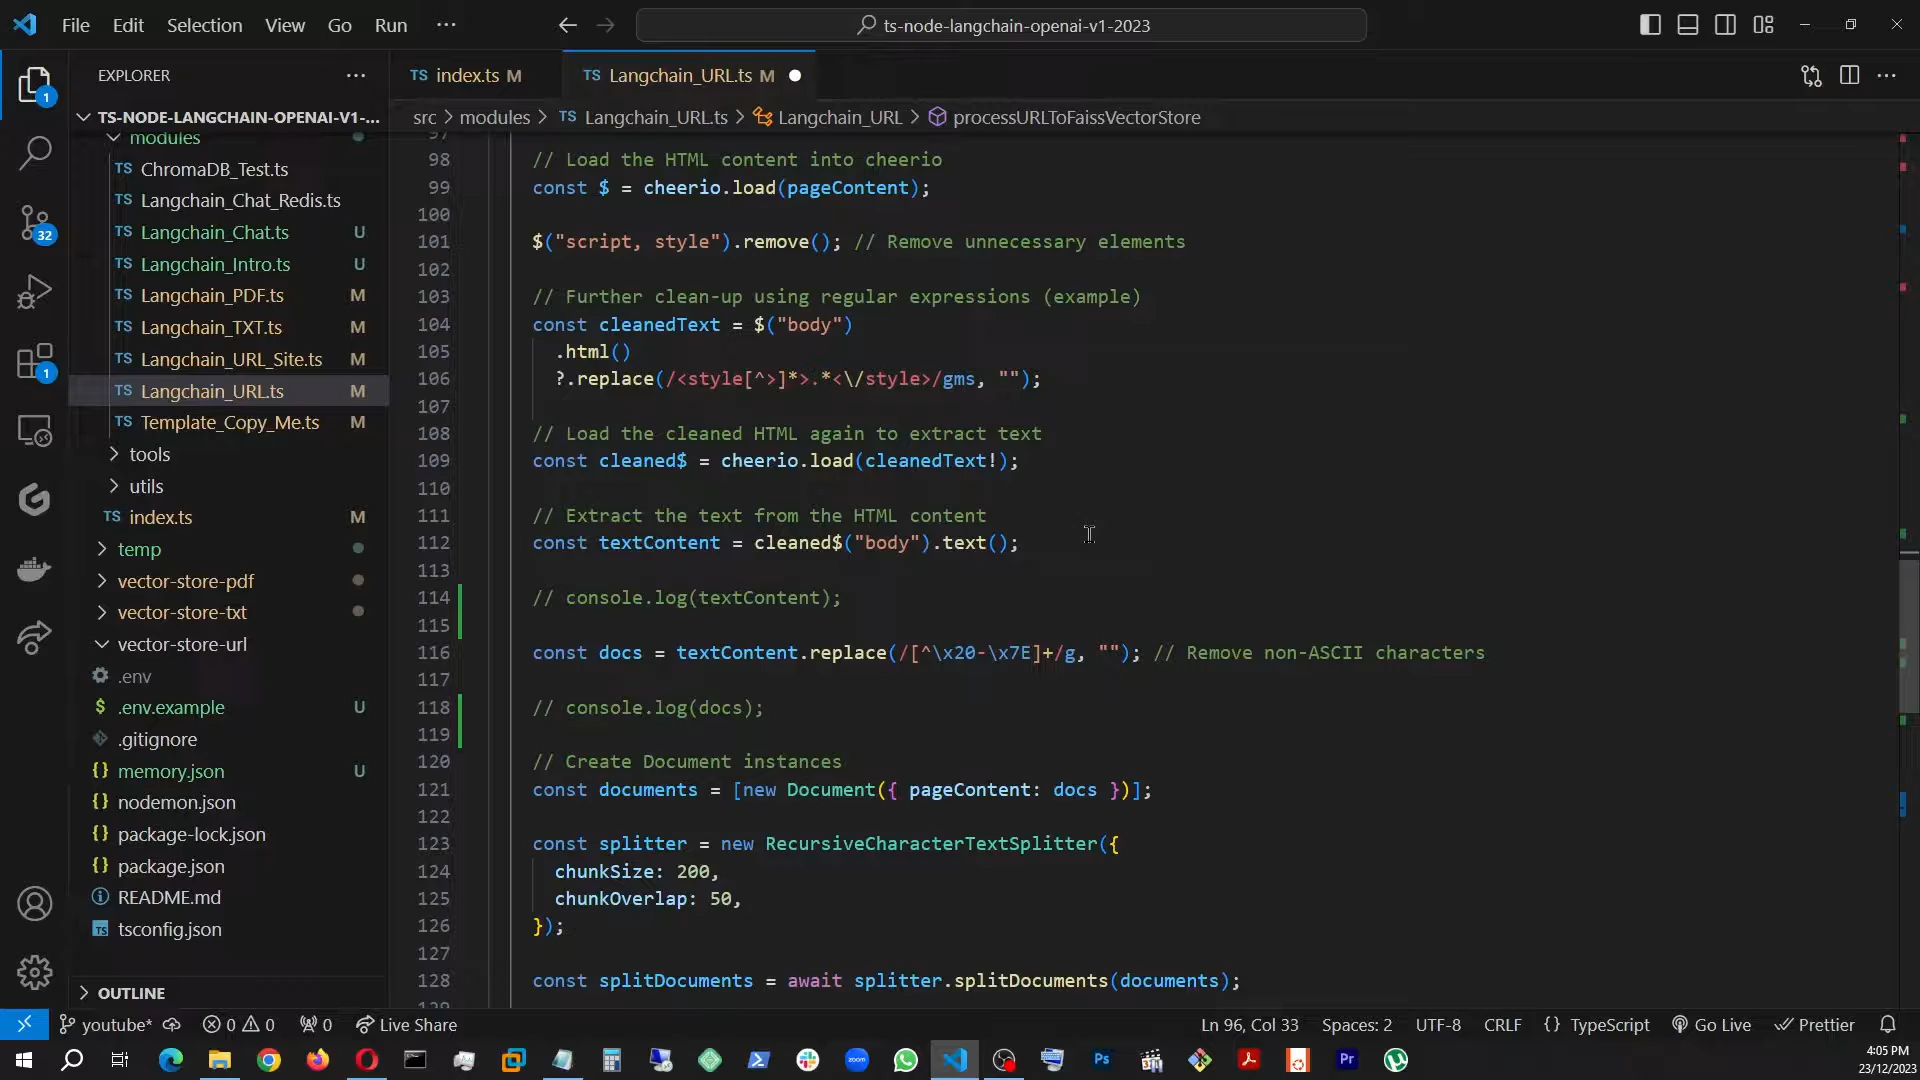 File Edit Selection View Go Run ···
ts-node-langchain-openai-v1-2023
EXPLORER
TS index.ts M
TS Langchain_URL.ts M
TS-NODE-LANGCHAIN-OPENAI-V1-...
src > modules > TS Langchain_URL.ts > Langchain_URL > processURLToFaissVectorStore
modules
TS ChromaDB_Test.ts
TS Langchain_Chat_Redis.ts
TS Langchain_Chat.ts U
TS Langchain_Intro.ts U
TS Langchain_PDF.ts M
TS Langchain_TXT.ts M
TS Langchain_URL_Site.ts M
TS Langchain_URL.ts M
TS Template_Copy_Me.ts M
tools
utils
TS index.ts M
temp
vector-store-pdf
vector-store-txt
vector-store-url
.env
$ .env.example U
.gitignore
{} memory.json U
{} nodemon.json
{} package-lock.json
{} package.json
README.md
TS tsconfig.json
OUTLINE
1
32
1
97
98 // Load the HTML content into cheerio
99 const $ = cheerio.load(pageContent);
100
101 $("script, style").remove(); // Remove unnecessary elements
102
103 // Further clean-up using regular expressions (example)
104 const cleanedText = $("body")
105 .html()
106 ?.replace(/<style[^>]*>.*<\/style>/gms, "");
107
108 // Load the cleaned HTML again to extract text
109 const cleaned$ = cheerio.load(cleanedText!);
110
111 // Extract the text from the HTML content
112 const textContent = cleaned$("body").text();
113
114 // console.log(textContent);
115
116 const docs = textContent.replace(/[^\x20-\x7E]+/g, ""); // Remove non-ASCII characters
117
118 // console.log(docs);
119
120 // Create Document instances
121 const documents = [new Document({ pageContent: docs })];
122
123 const splitter = new RecursiveCharacterTextSplitter({
124 chunkSize: 200,
125 chunkOverlap: 50,
126 });
127
128 const splitDocuments = await splitter.splitDocuments(documents);
129
youtube* 0 0 0 Live Share
Ln 96, Col 33 Spaces: 2 UTF-8 CRLF {} TypeScript Go Live Prettier
zoom Ps Pr
4:05 PM
23/12/2023